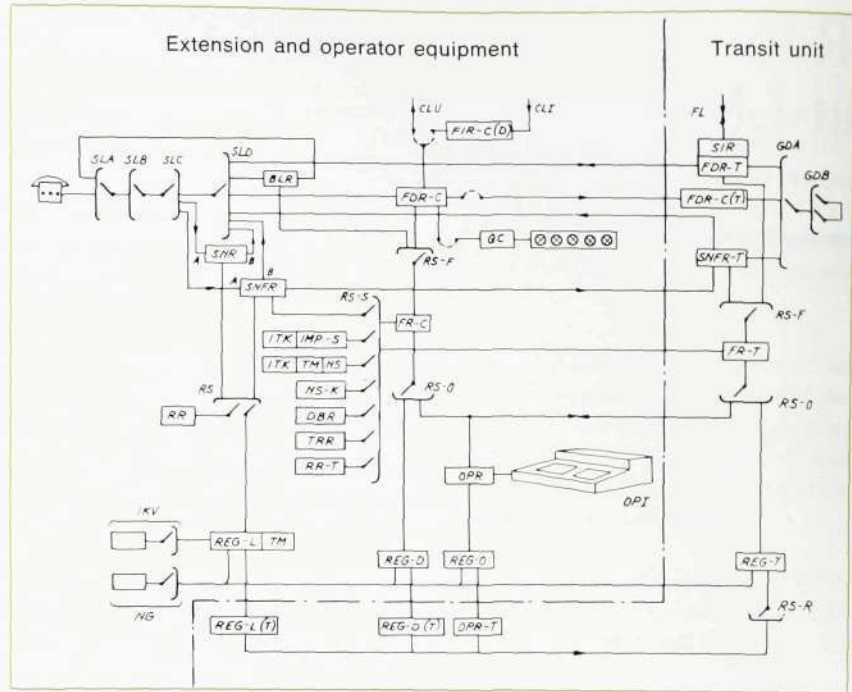 Extension and operator equipment
Transit unit
CLU
CLI
FL
FIR-C(D)
SLA
SLB
SLC
SLD
BLR
SIR
FDR-T
GDA
GDB
FDR-C
FDR-C(T)
SNR
A
B
RS-F
QC
SNFR-T
A
B
SNFR
RS-S
FR-C
RS-F
ITK IMP-S
FR-T
ITK TM NS
RS
NS-K
RS-O
RS-O
RR
DBR
TRR
OPR
RR-T
OPI
IKV
REG-L TM
REG-D
REG-O
REG-T
NG
RS-R
REG-L(T)
REG-D(T)
OPR-T